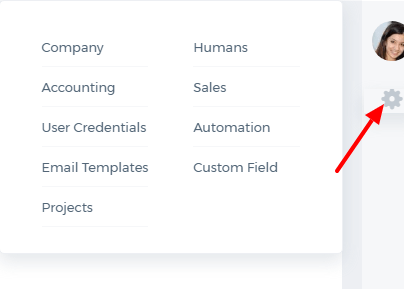 Company
Humans
Accounting
Sales
User Credentials
Automation
Email Templates
Custom Field
Projects